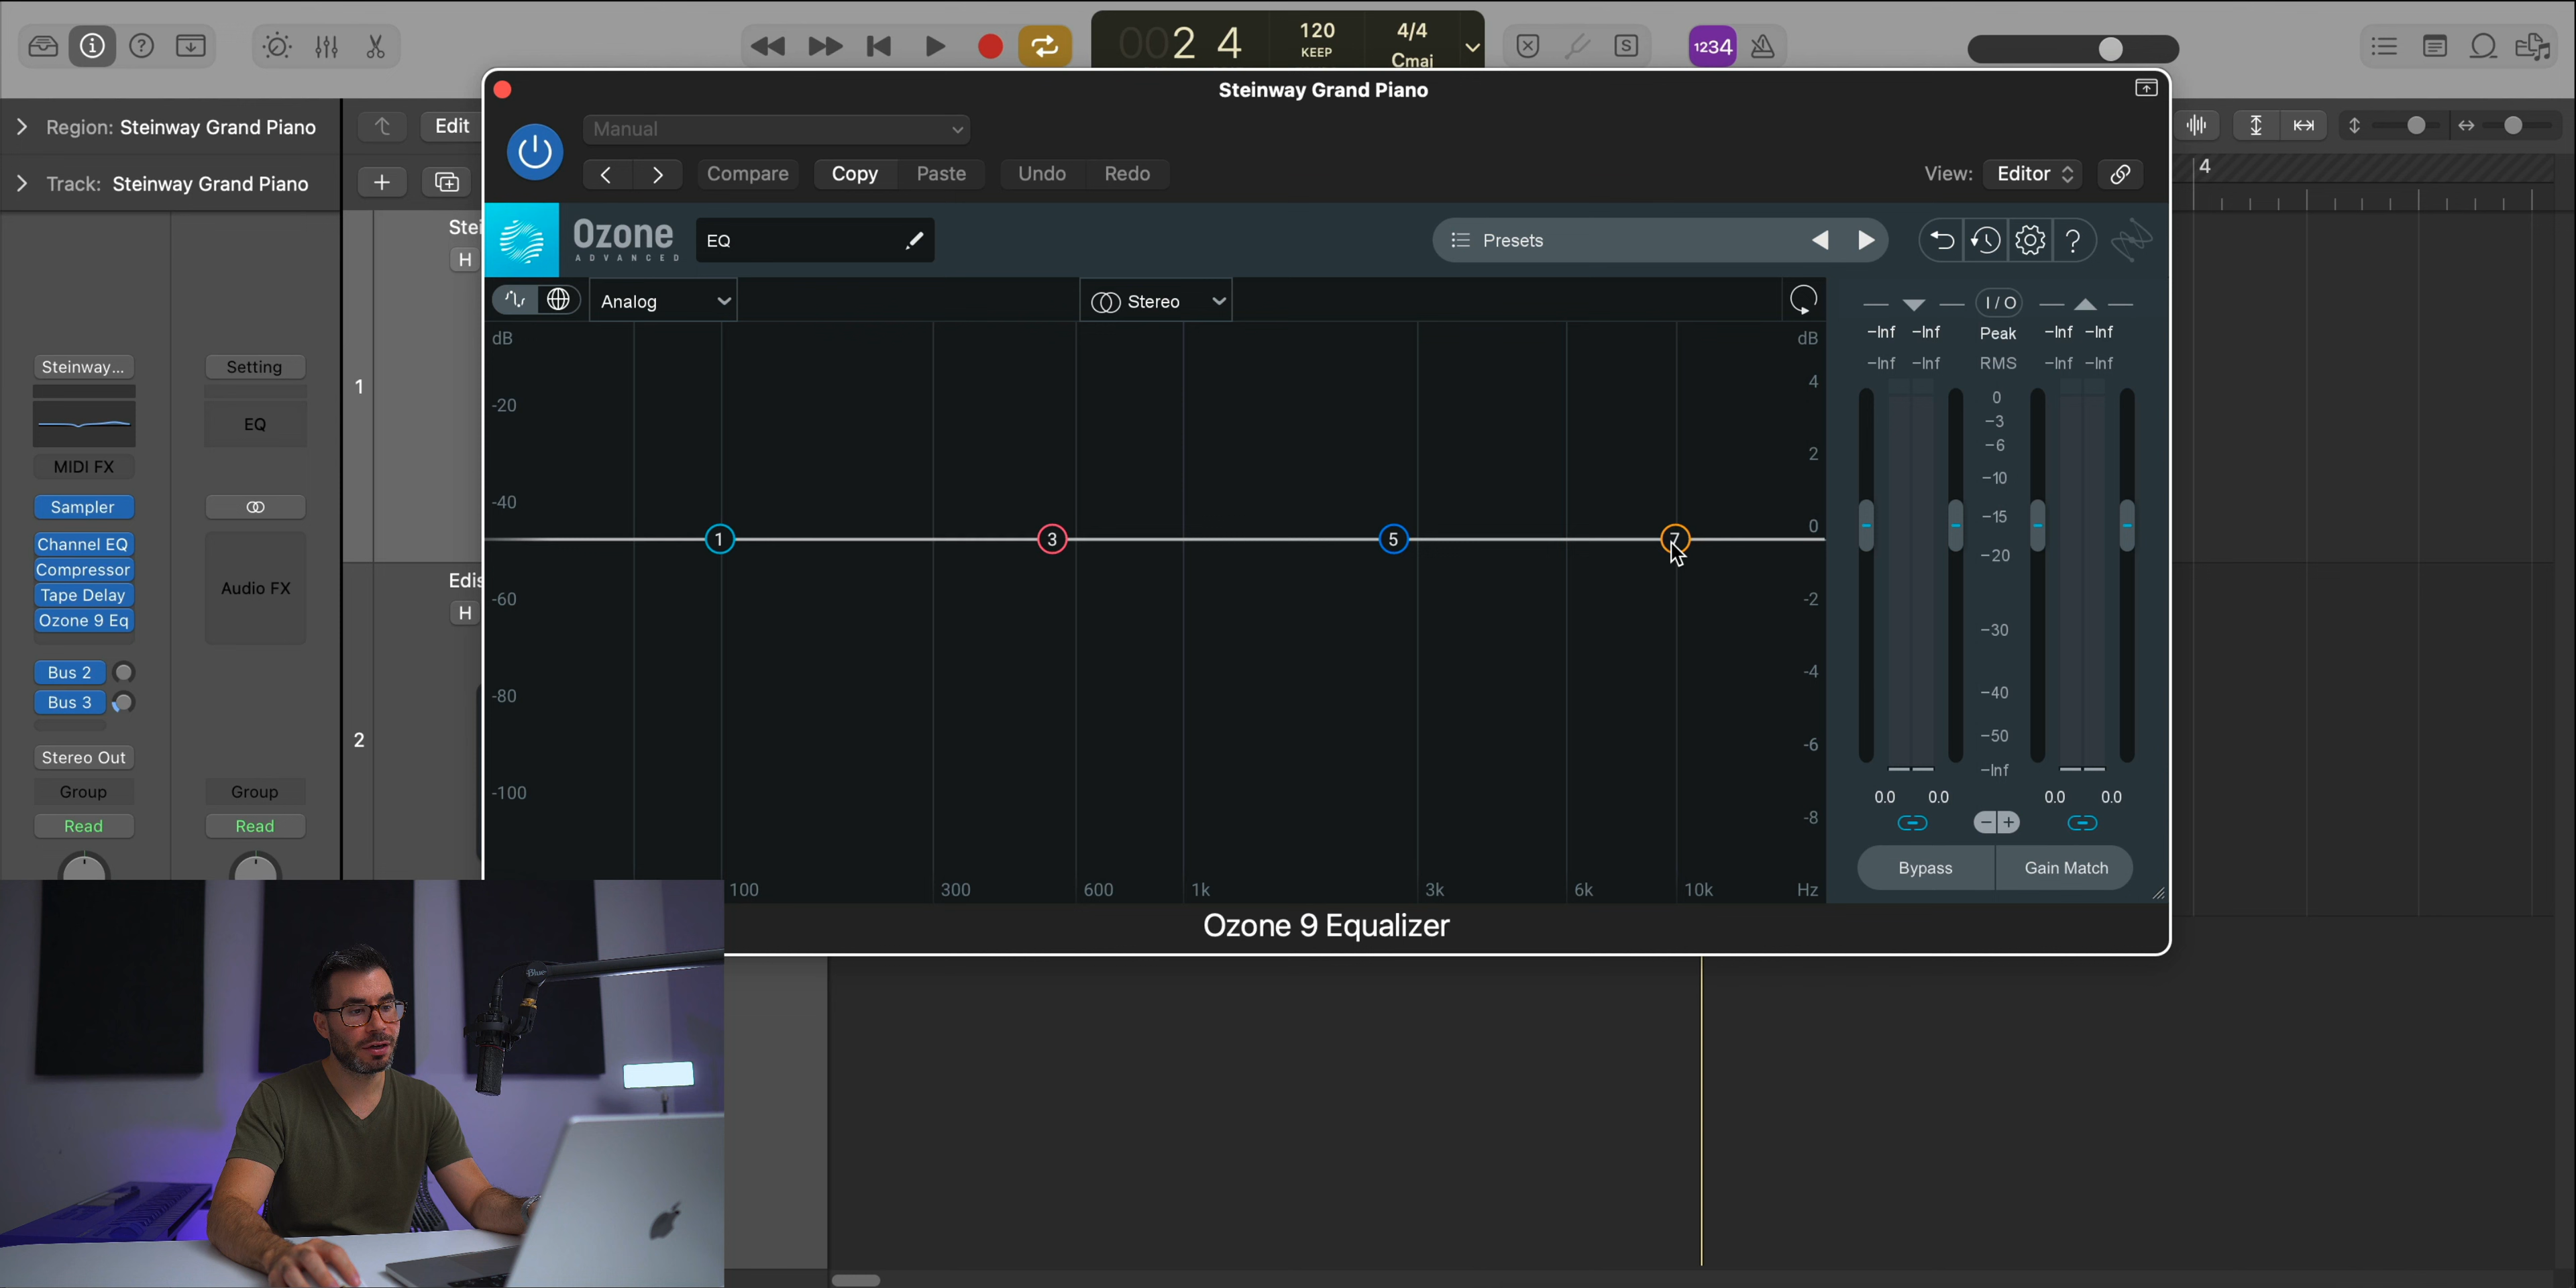 00 2 4
120
KEEP
4/4
Cmaj
S
1234
Steinway Grand Piano
Region: Steinway Grand Piano
Edit
Manual
4
Track: Steinway Grand Piano
Compare
Copy
Paste
Undo
Redo
View:
Editor
Ozone
ADVANCED
EQ
Presets
?
Stei
H
Analog
Stereo
I / O
-Inf -Inf Peak -Inf -Inf
-Inf -Inf RMS -Inf -Inf
Steinway...
Setting
EQ
MIDI FX
Sampler
Channel EQ
Compressor
Tape Delay
Ozone 9 Eq
Audio FX
Bus 2
Bus 3
Stereo Out
Group
Group
Read
Read
1
2
Edis
H
dB
-20
-40
-60
-80
-100
1
3
5
7
dB
4
2
0
-2
-4
-6
-8
100
300
600
1k
3k
6k
10k
Hz
0
-3
-6
-10
-15
-20
-30
-40
-50
-Inf
0.0 0.0
0.0 0.0
Bypass
Gain Match
Ozone 9 Equalizer
Blue